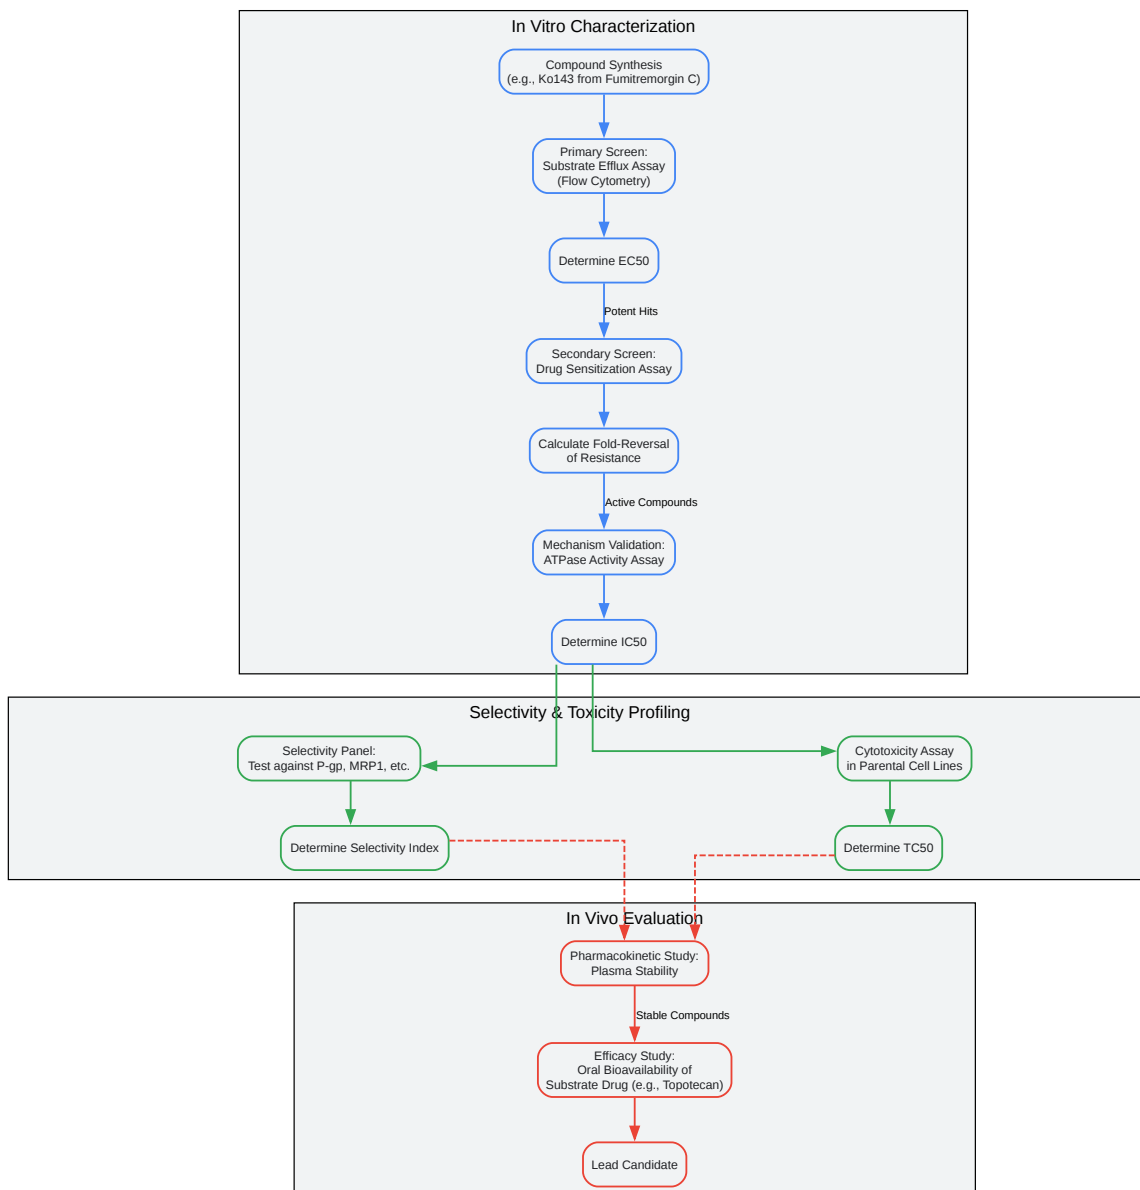 In Vitro Characterization
Compound Synthesis
(e.g., Ko143 from Fumitremorgin C)
Primary Screen:
Substrate Efflux Assay
(Flow Cytometry)
Determine EC50
Potent Hits
Secondary Screen:
Drug Sensitization Assay
Calculate Fold-Reversal
of Resistance
Active Compounds
Mechanism Validation:
ATPase Activity Assay
Determine IC50
Selectivity & Toxicity Profiling
Selectivity Panel:
Test against P-gp, MRP1, etc.
Cytotoxicity Assay
in Parental Cell Lines
Determine Selectivity Index
Determine TC50
In Vivo Evaluation
Pharmacokinetic Study:
Plasma Stability
Stable Compounds
Efficacy Study:
Oral Bioavailability of
Substrate Drug (e.g., Topotecan)
Lead Candidate